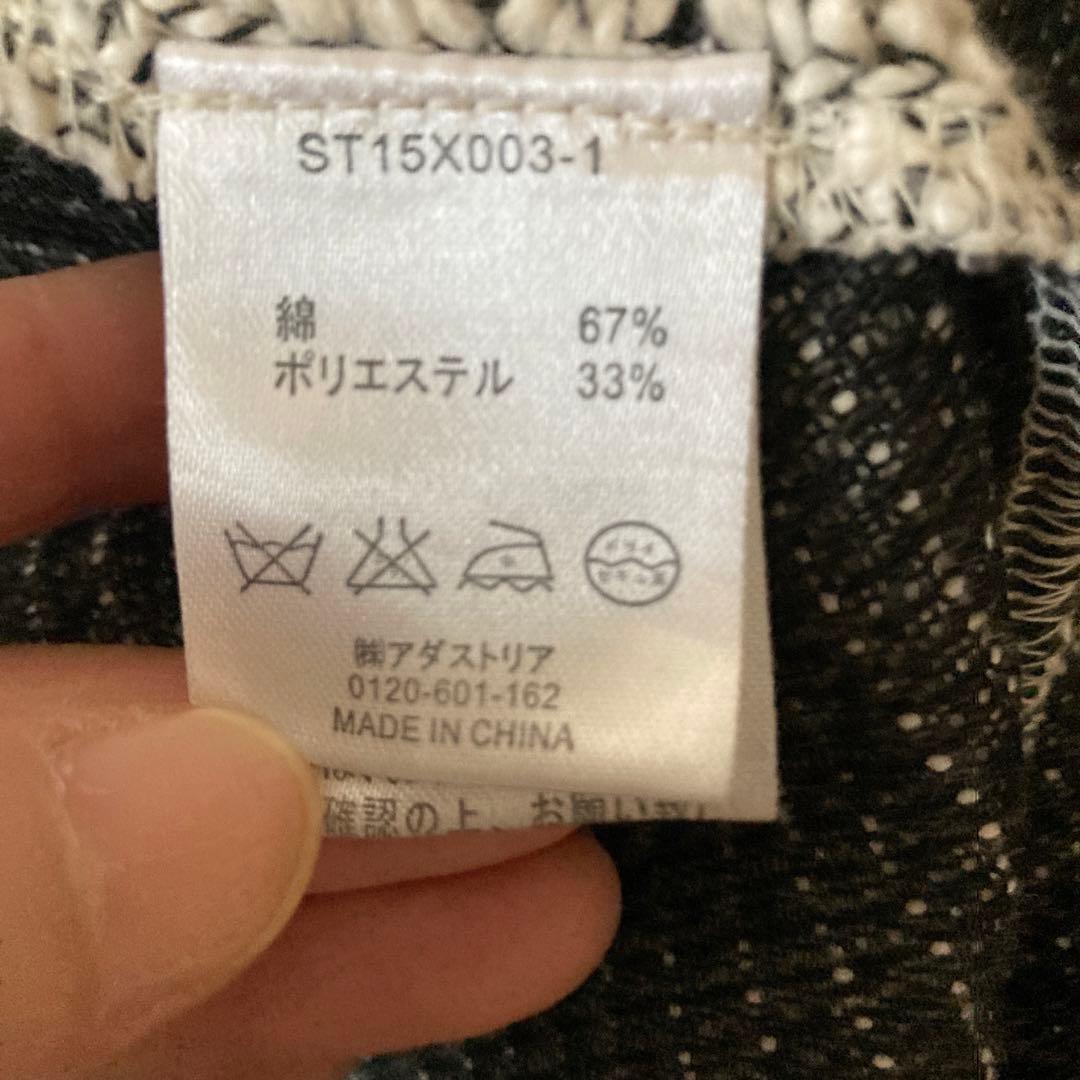 ST15X003-1
綿 67%
ポリエステル 33%
ドライ
セキユ系
㈱アダストリア
0120-601-162
MADE IN CHINA
確認の上、お願い致し